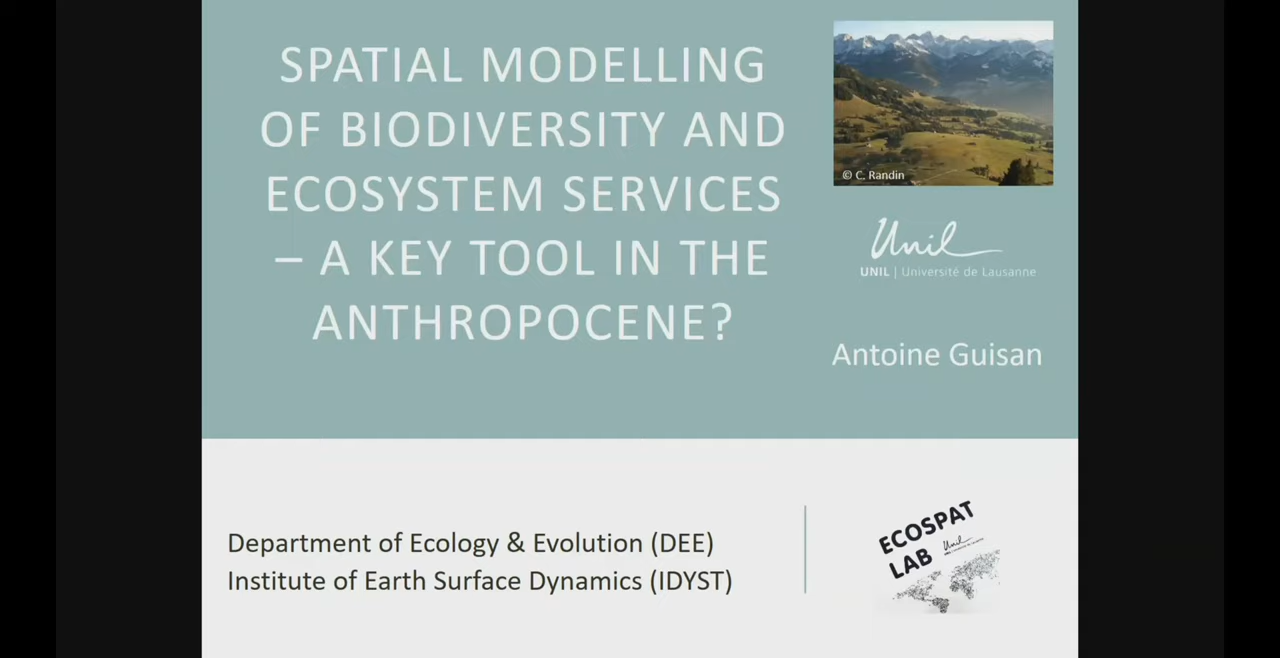 SPATIAL MODELLING
OF BIODIVERSITY AND
ECOSYSTEM SERVICES
– A KEY TOOL IN THE
ANTHROPOCENE?
© C. Randin
Unil
UNIL | Université de Lausanne
Antoine Guisan
Department of Ecology & Evolution (DEE)
Institute of Earth Surface Dynamics (IDYST)
ECOSPAT
LAB
Unil